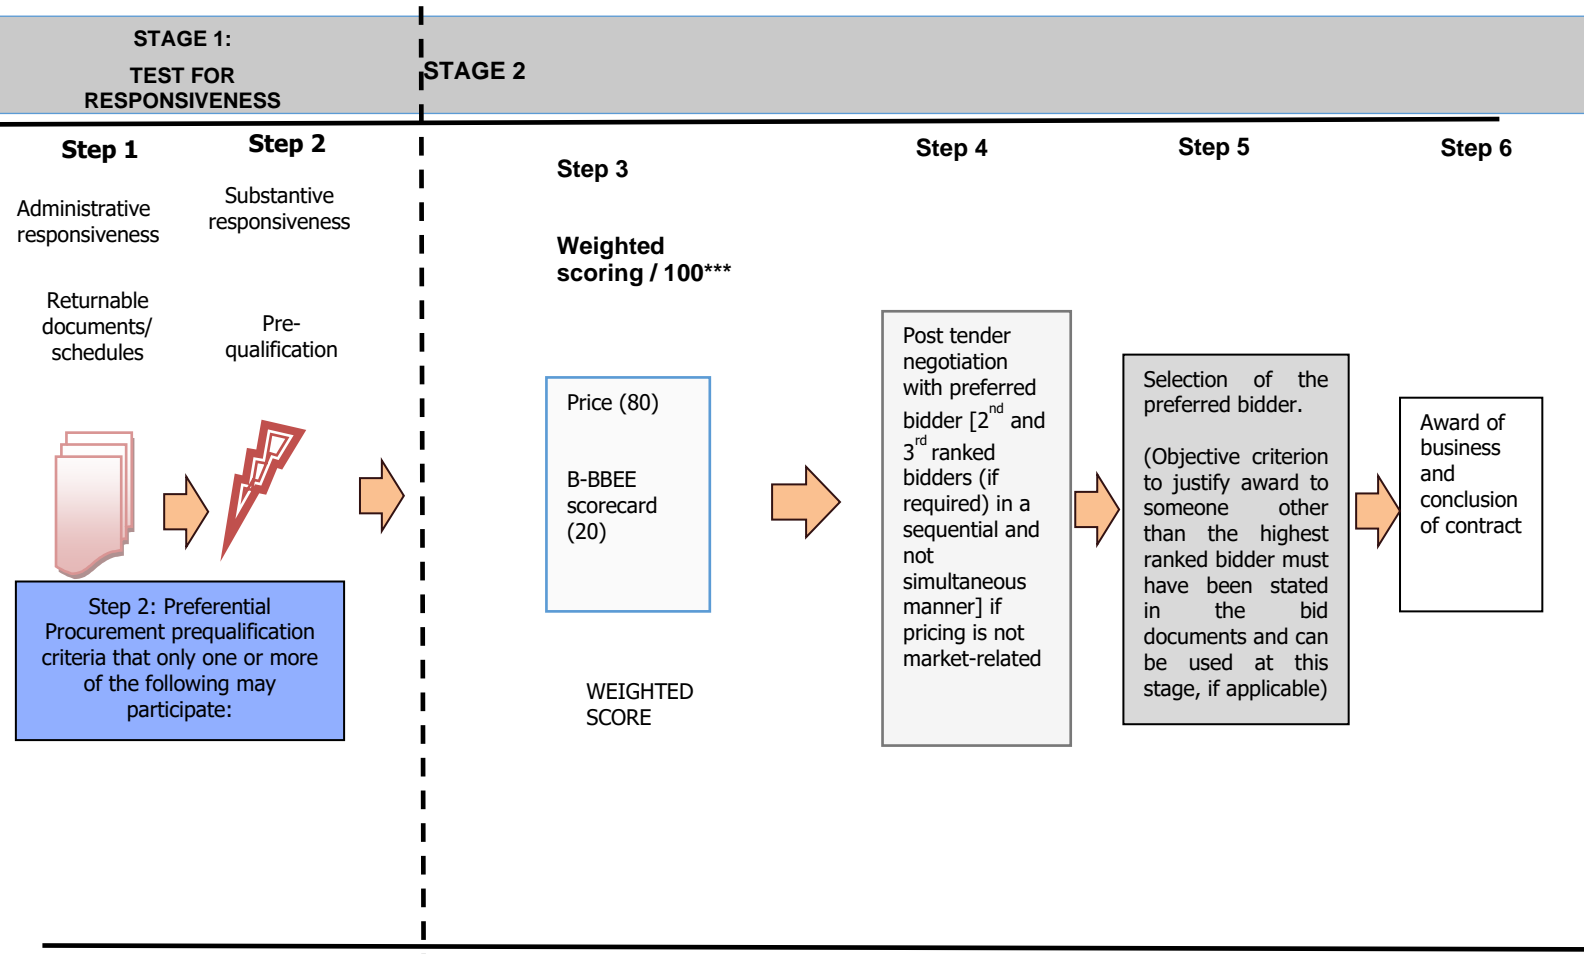 STAGE 1:
TEST FOR
RESPONSIVENESS
STAGE 2
Step 1
Administrative
responsiveness
Returnable
documents/
schedules
Step 2
Substantive
responsiveness
Pre-
qualification
Step 2: Preferential
Procurement prequalification
criteria that only one or more
of the following may
participate:
Step 3
Weighted
scoring / 100***
Price (80)
B-BBEE
scorecard
(20)
WEIGHTED
SCORE
Step 4
Post tender
negotiation
with preferred
bidder [2nd and
3rd ranked
bidders (if
required) in a
sequential and
not
simultaneous
manner] if
pricing is not
market-related
Step 5
Selection of the
preferred bidder.
(Objective criterion
to justify award to
someone other
than the highest
ranked bidder must
have been stated
in the bid
documents and can
be used at this
stage, if applicable)
Step 6
Award of
business
and
conclusion
of contract